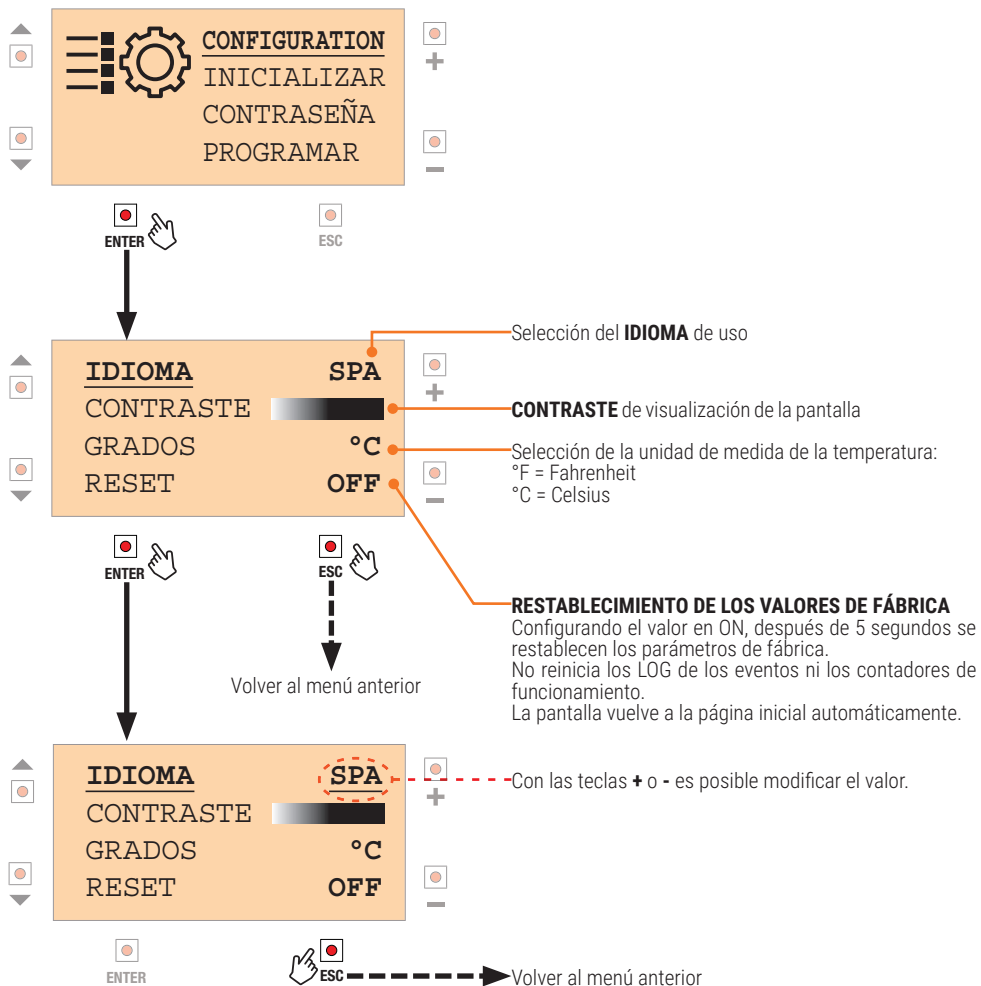 CONFIGURATION
INICIALIZAR
CONTRASEÑA
PROGRAMAR
+
−
ENTER
ESC
IDIOMA SPA
CONTRASTE
GRADOS °C
RESET OFF
+
−
Selección del IDIOMA de uso
CONTRASTE de visualización de la pantalla
Selección de la unidad de medida de la temperatura:
°F = Fahrenheit
°C = Celsius
ENTER
ESC
Volver al menú anterior
RESTABLECIMIENTO DE LOS VALORES DE FÁBRICA
Configurando el valor en ON, después de 5 segundos se
restablecen los parámetros de fábrica.
No reinicia los LOG de los eventos ni los contadores de
funcionamiento.
La pantalla vuelve a la página inicial automáticamente.
IDIOMA SPA
CONTRASTE
GRADOS °C
RESET OFF
+
−
Con las teclas + o - es posible modificar el valor.
ENTER
ESC
Volver al menú anterior